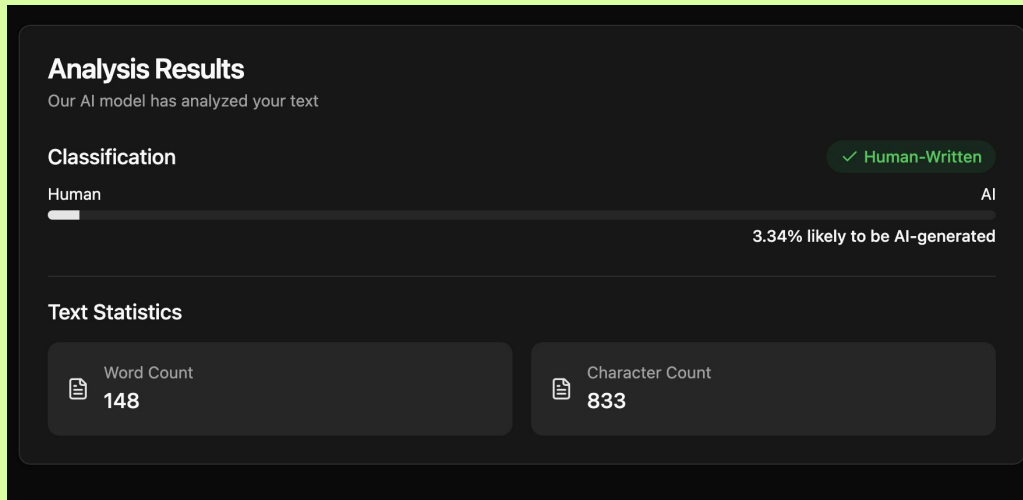 Analysis Results
Our AI model has analyzed your text
Classification
Human-Written
Human
AI
3.34% likely to be AI-generated
Text Statistics
Word Count
148
Character Count
833